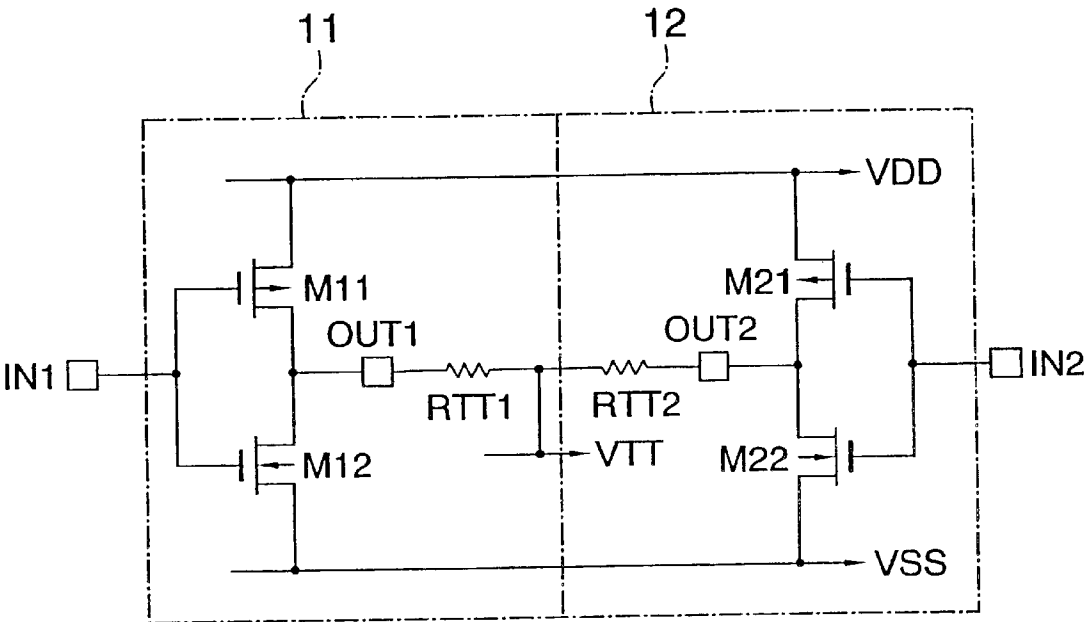 11
12
VDD
M11
M21
OUT1
OUT2
IN1
IN2
RTT1
RTT2
VTT
M12
M22
VSS